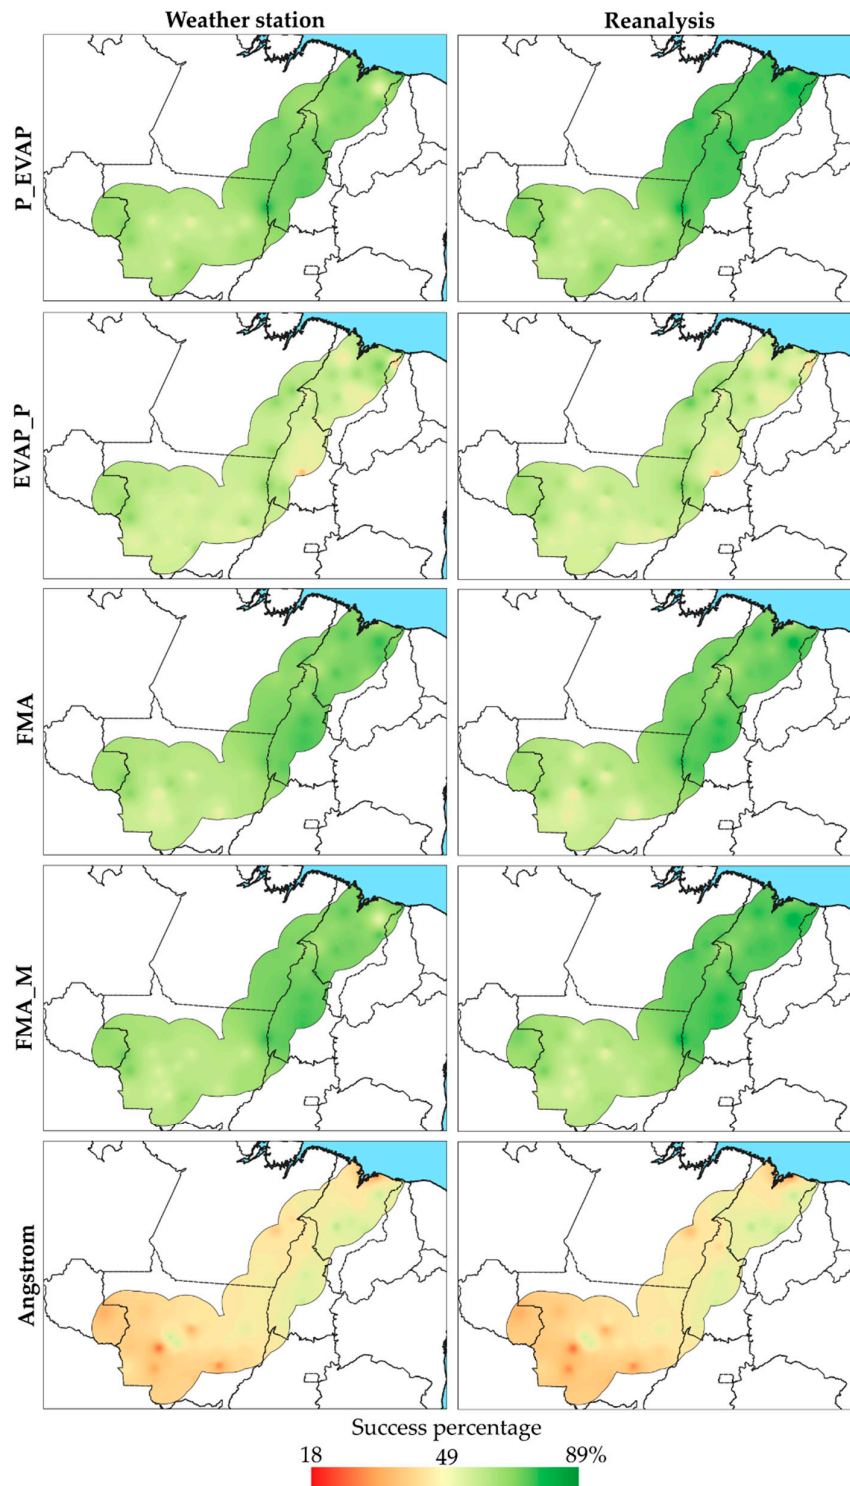 Weather station Reanalysis
P_EVAP
EVAP_P
FMA
FMA_M
Angstrom
Success percentage
18 49 89%